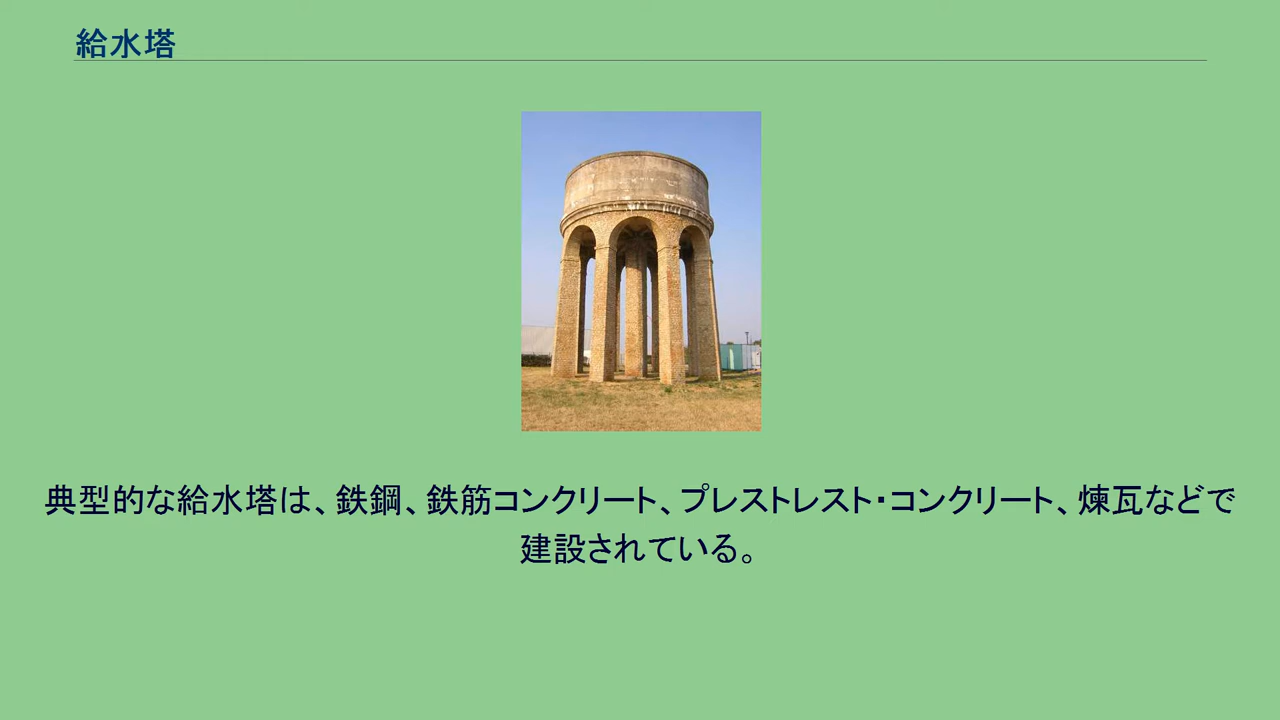 給水塔
典型的な給水塔は、鉄鋼、鉄筋コンクリート、プレストレスト・コンクリート、煉瓦などで
建設されている。